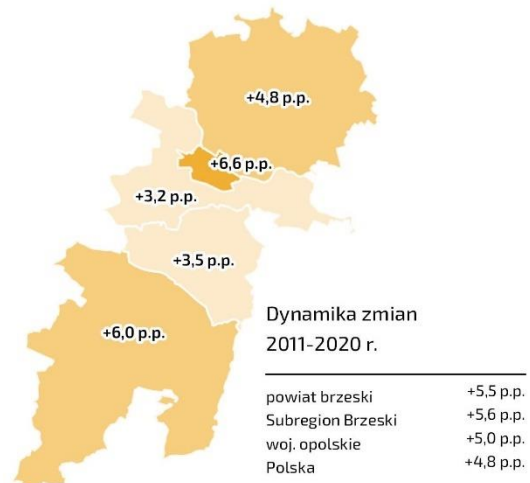 +4,8 p.p.
+6,6 p.p.
+3,2 p.p.
+3,5 p.p.
+6,0 p.p.
Dynamika zmian
2011-2020 r.
powiat brzeski +5,5 p.p.
Subregion Brzeski +5,6 p.p.
woj. opolskie +5,0 p.p.
Polska +4,8 p.p.